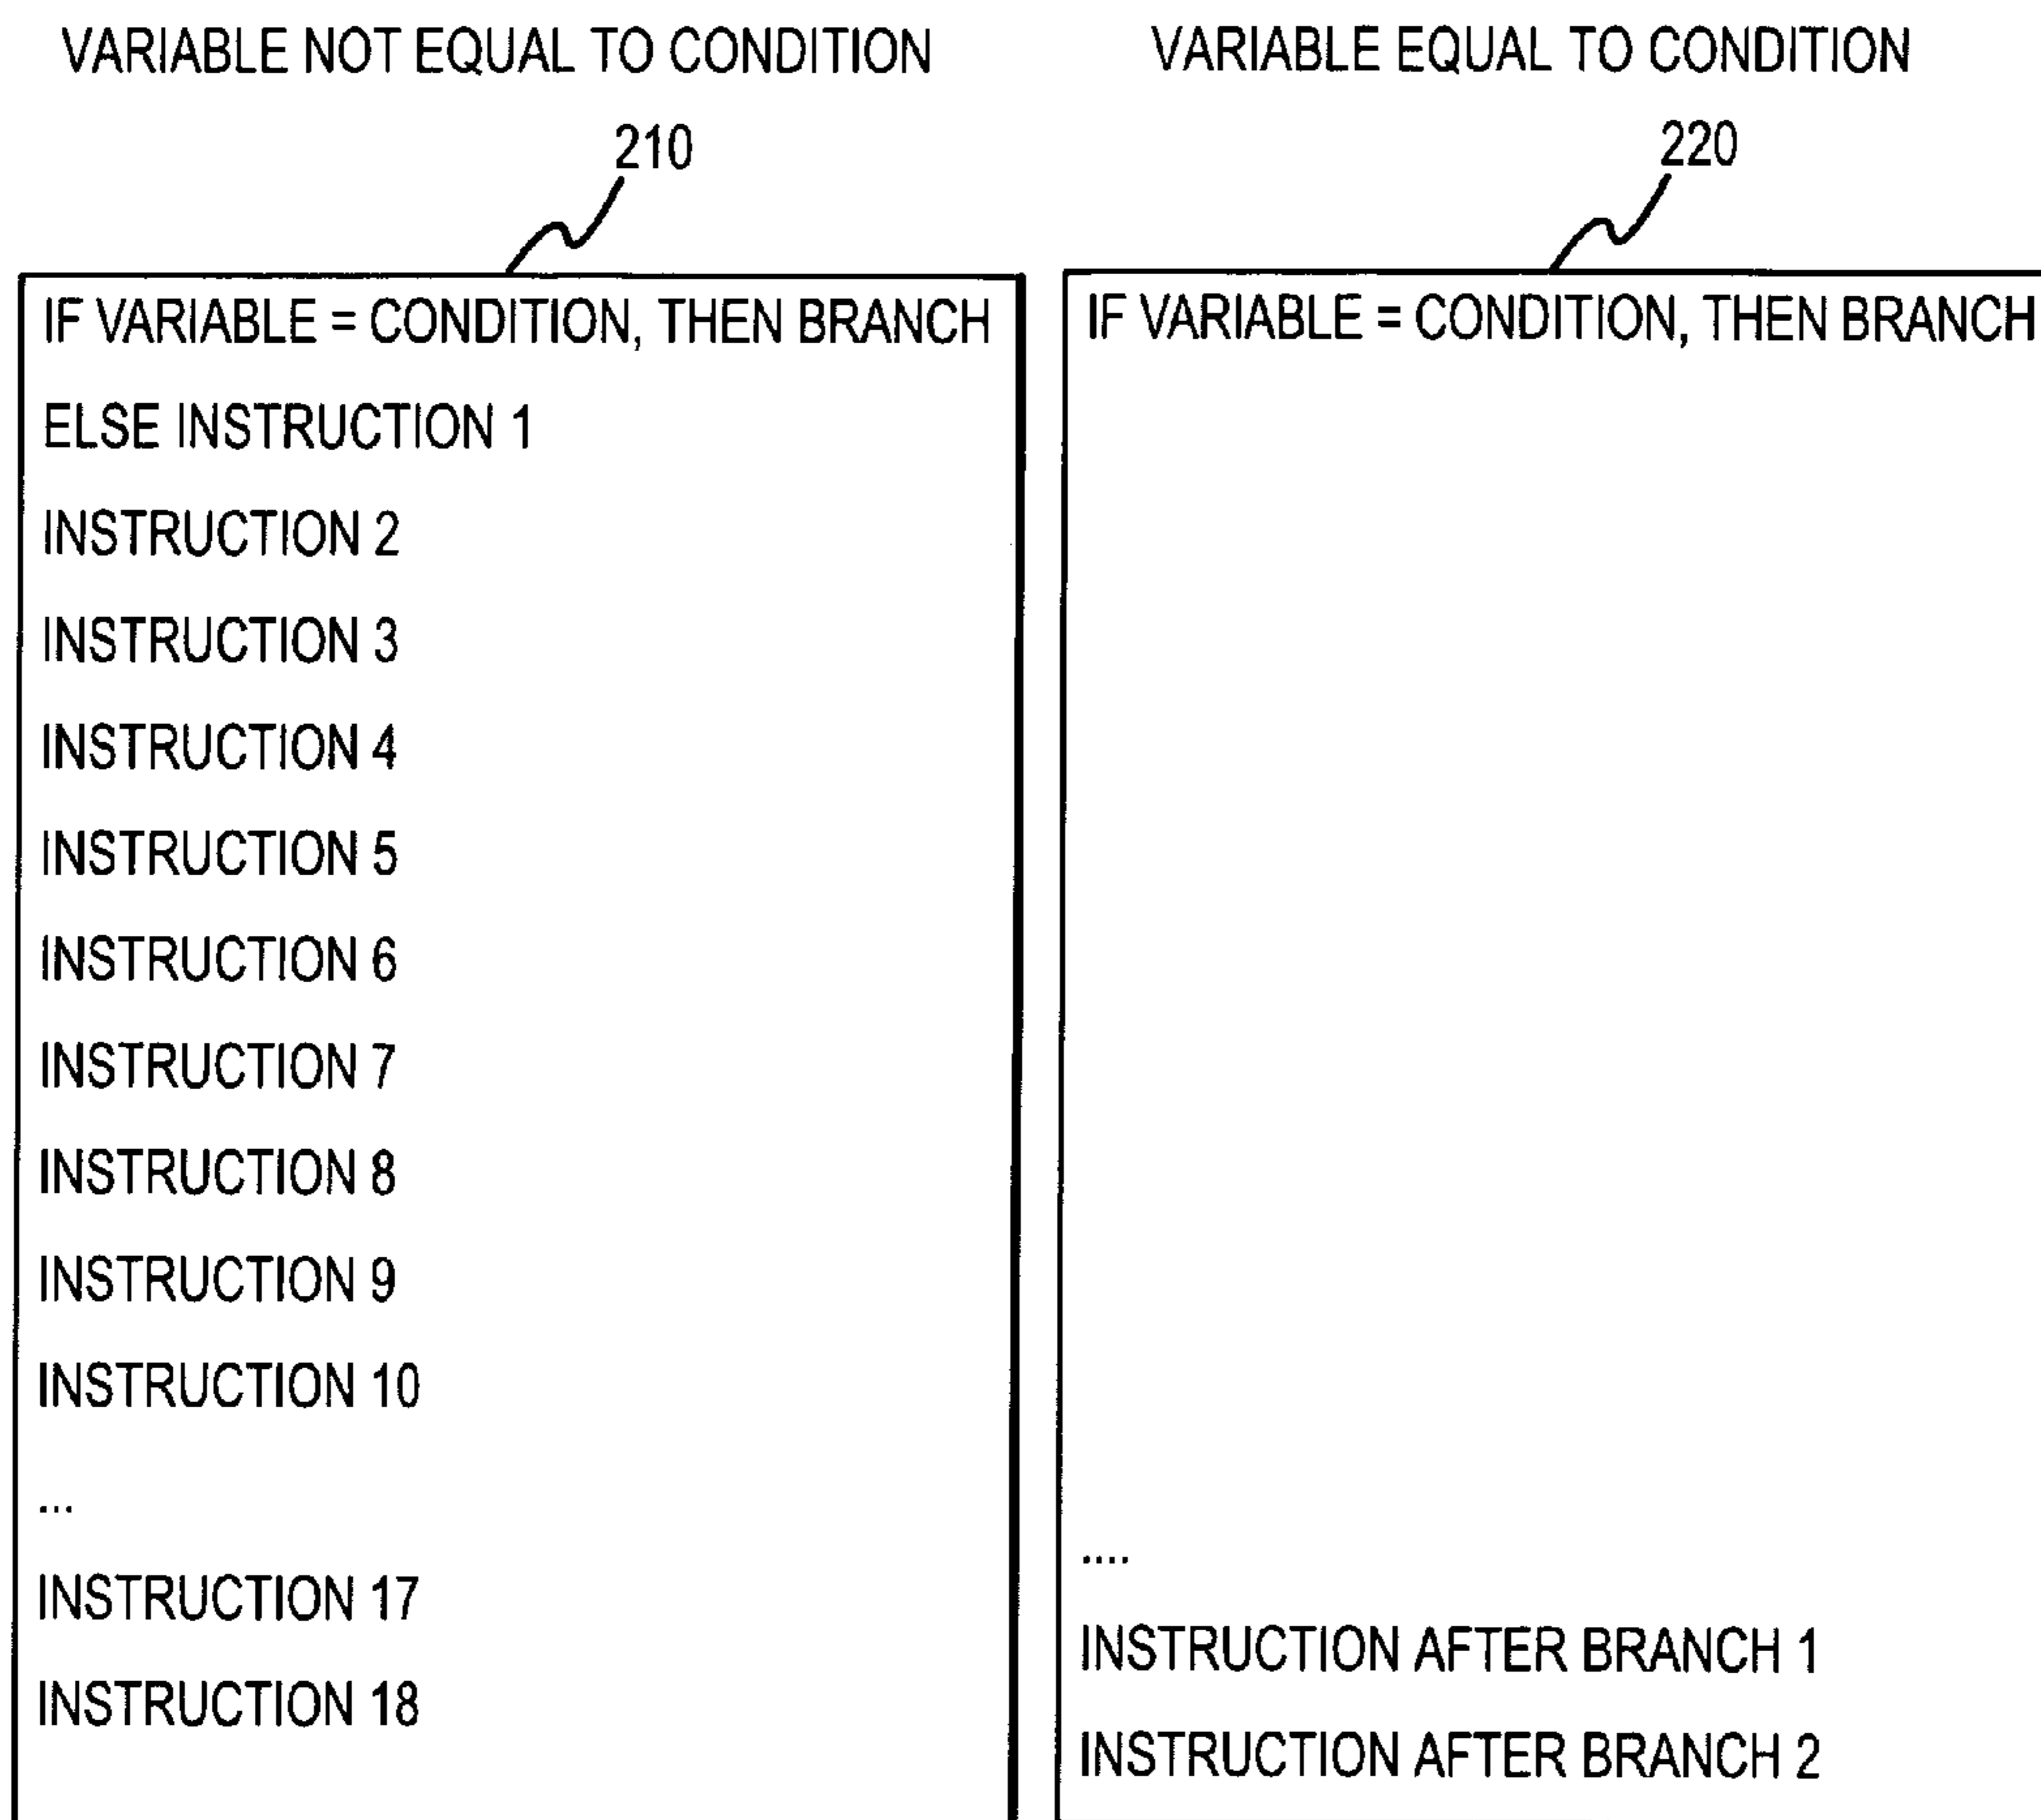 VARIABLE NOT EQUAL TO CONDITION
210
IF VARIABLE = CONDITION, THEN BRANCH
ELSE INSTRUCTION 1
INSTRUCTION 2
INSTRUCTION 3
INSTRUCTION 4
INSTRUCTION 5
INSTRUCTION 6
INSTRUCTION 7
INSTRUCTION 8
INSTRUCTION 9
INSTRUCTION 10
...
INSTRUCTION 17
INSTRUCTION 18
VARIABLE EQUAL TO CONDITION
220
IF VARIABLE = CONDITION, THEN BRANCH
....
INSTRUCTION AFTER BRANCH 1
INSTRUCTION AFTER BRANCH 2